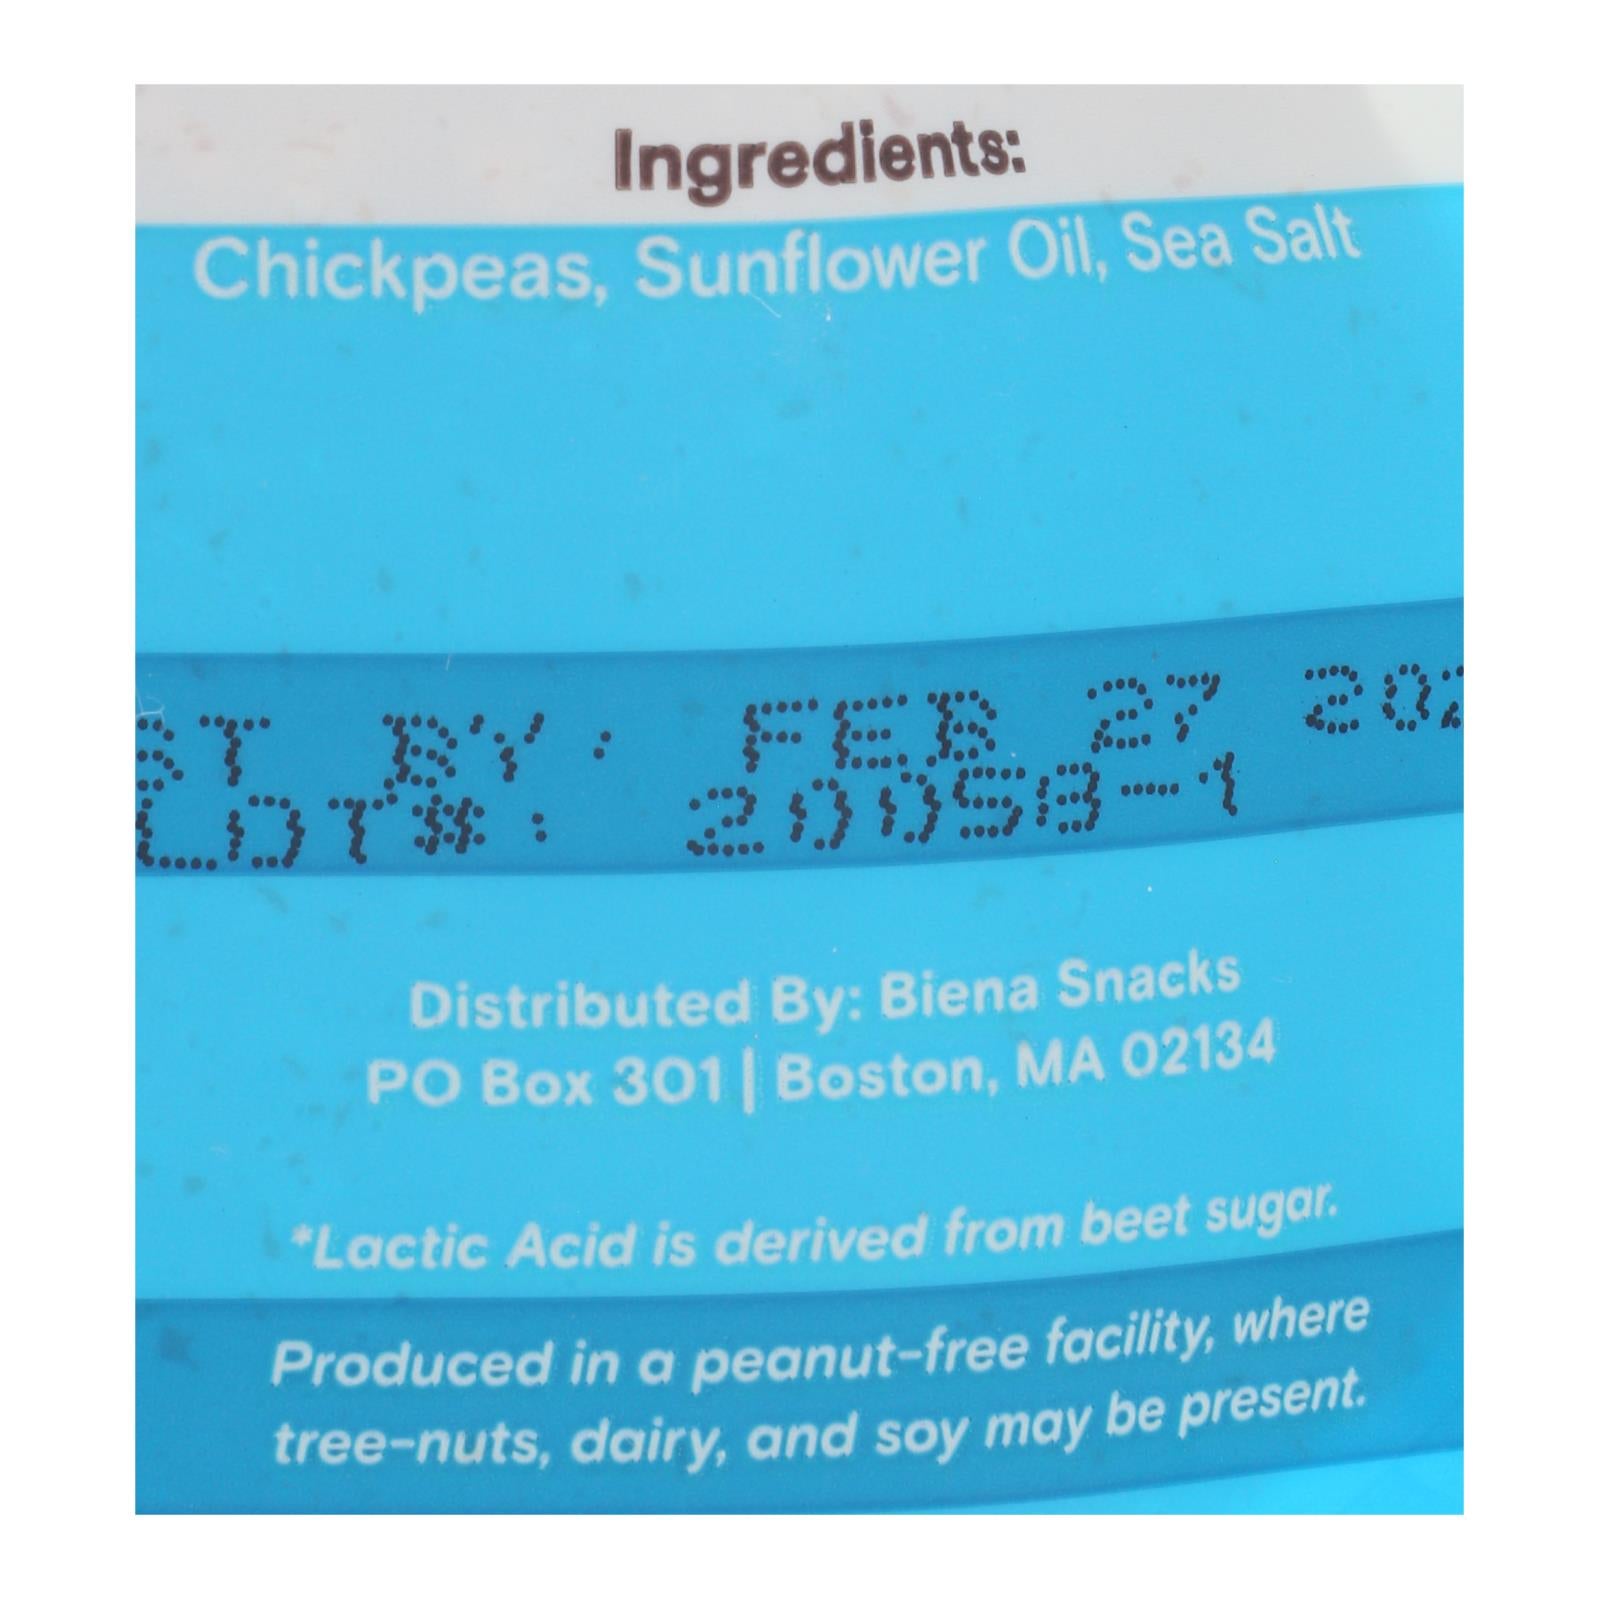 Ingredients:
Chickpeas, Sunflower Oil, Sea Salt
ST BY: FEB 27 202
LOT#: 20058-1
Distributed By: Biena Snacks
PO Box 301 | Boston, MA 02134
*Lactic Acid is derived from beet sugar.
Produced in a peanut-free facility, where
tree-nuts, dairy, and soy may be present.